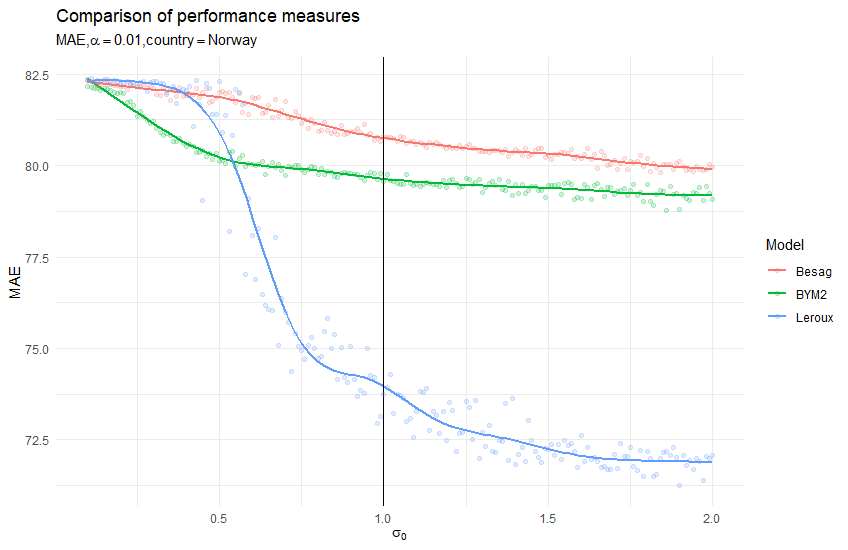 Comparison of performance measures
MAE,α = 0.01,country = Norway
MAE
82.5
80.0
77.5
75.0
72.5
0.5 1.0 1.5 2.0
σ₀
Model
Besag
BYM2
Leroux